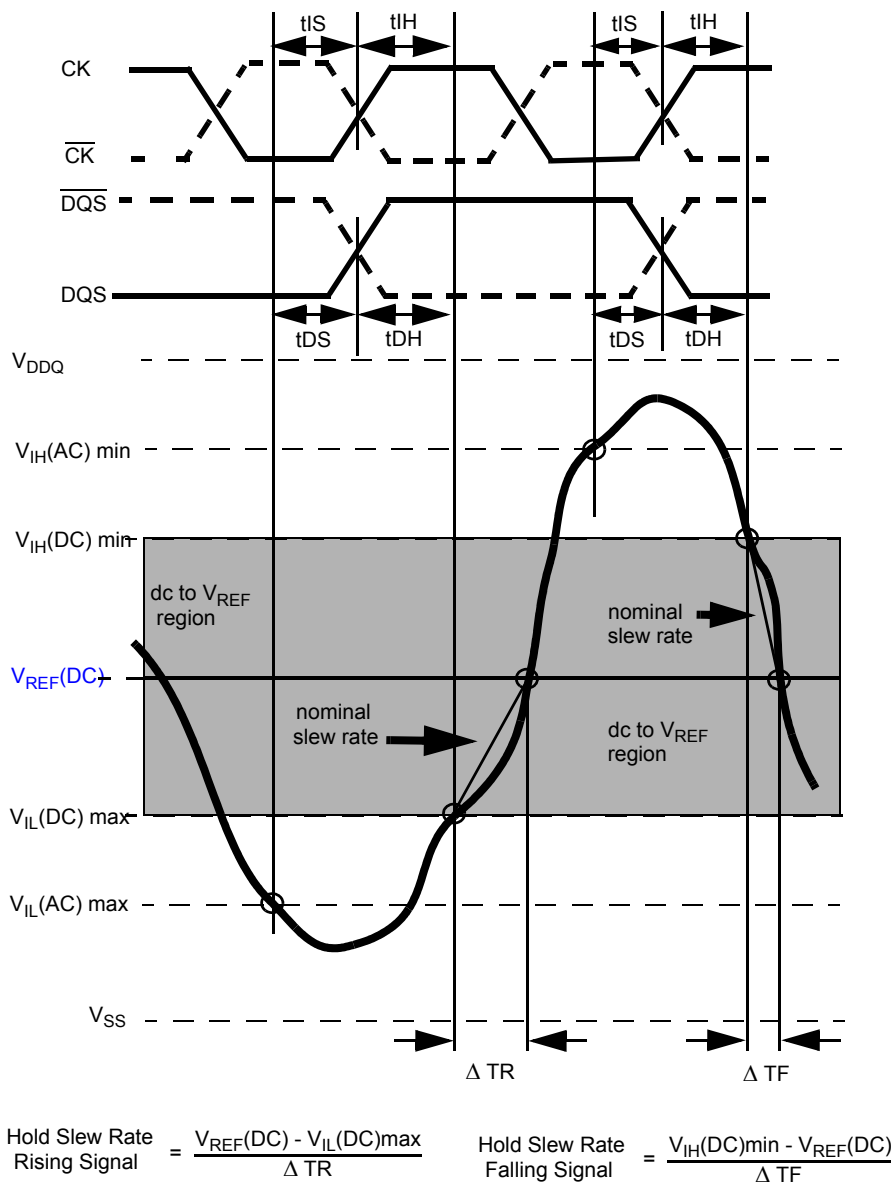 tIS tIH tIS tIH
CK
CK
DQS
DQS
tDS tDH tDS tDH
VDDQ
VIH(AC) min
VIH(DC) min
dc to VREF
region
nominal
slew rate
VREF(DC)
nominal
slew rate
dc to VREF
region
VIL(DC) max
VIL(AC) max
VSS
Δ TR Δ TF
Hold Slew Rate
Rising Signal
= VREF(DC) - VIL(DC)max
Δ TR
Hold Slew Rate
Falling Signal
= VIH(DC)min - VREF(DC)
Δ TF